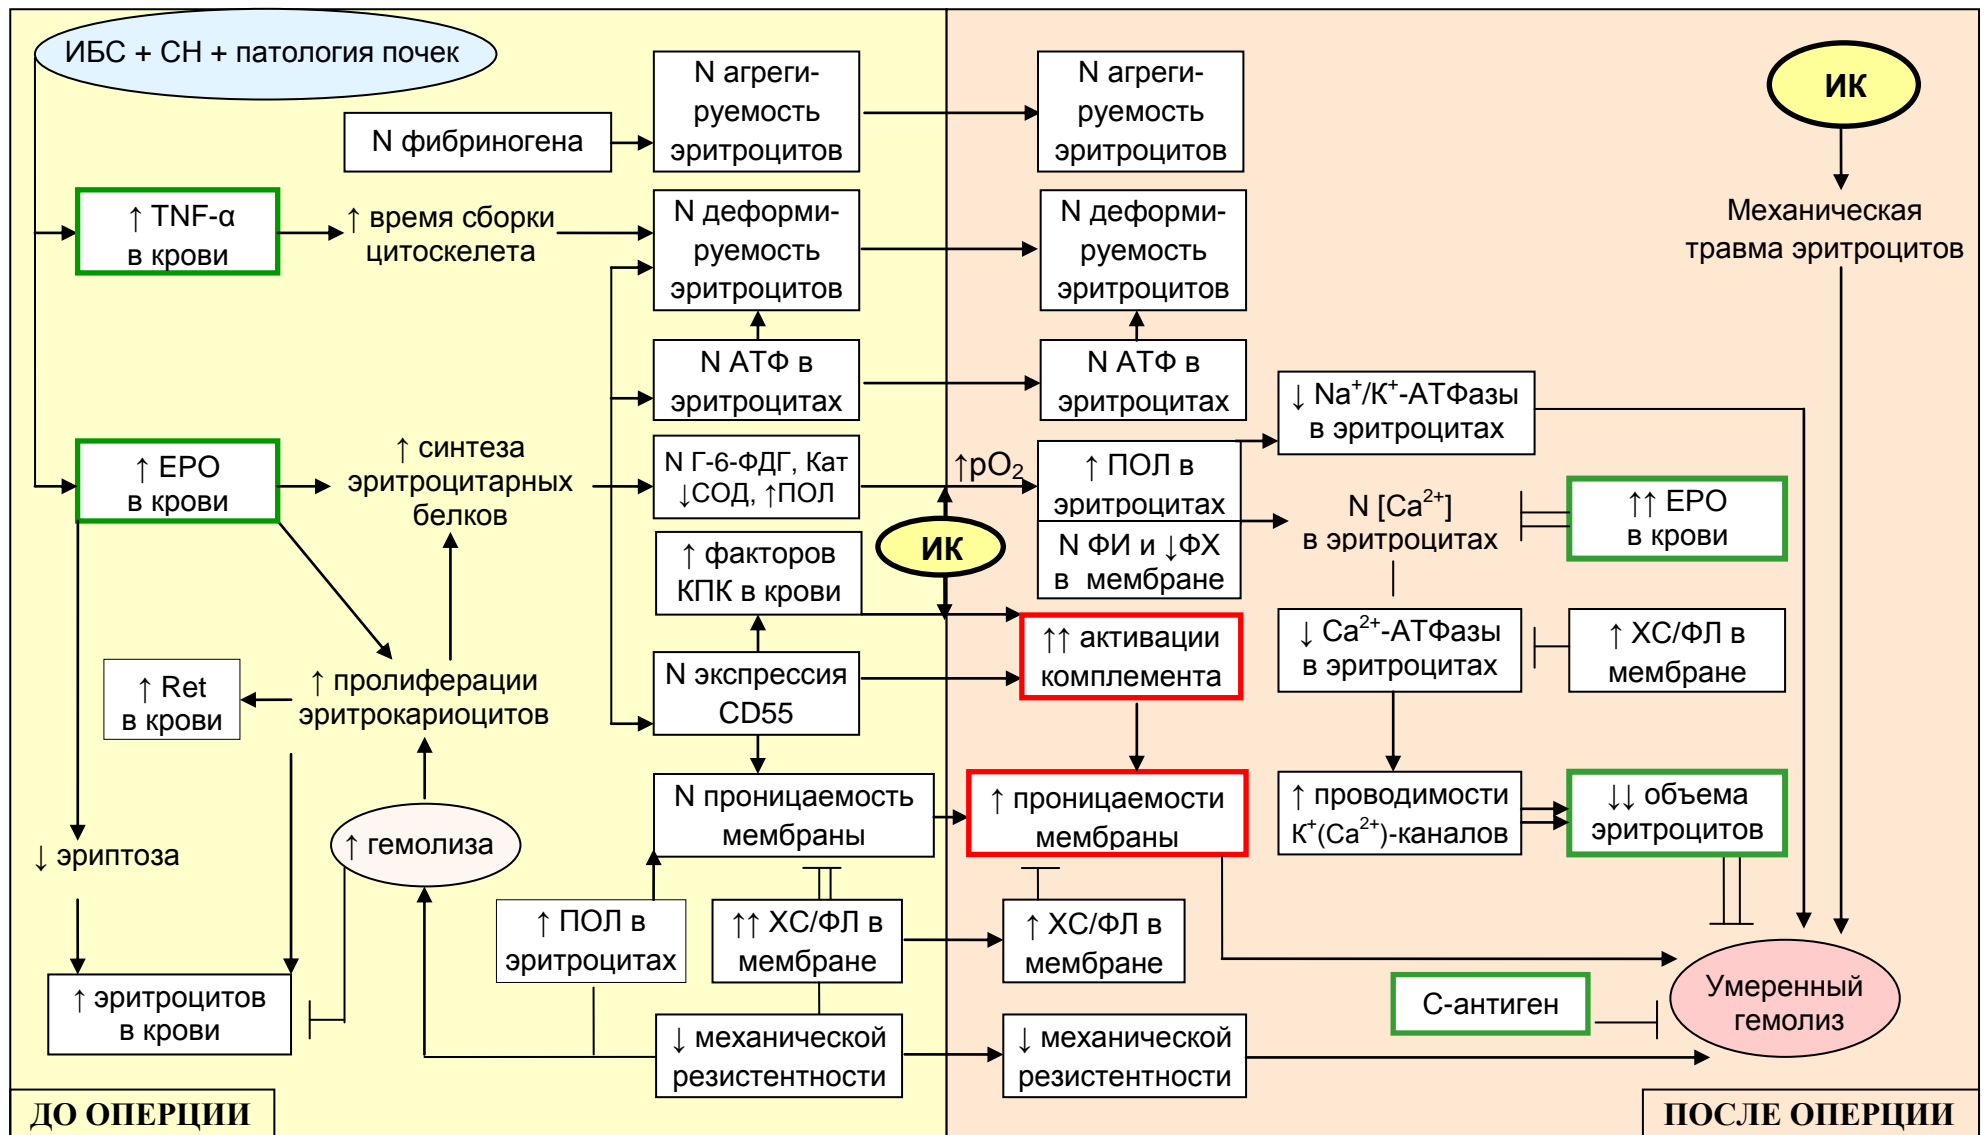 ИБС + СН + патология почек
N фибриногена
N агреги-
руемость
эритроцитов
↑ TNF-α
в крови
↑ время сборки
цитоскелета
N деформи-
руемость
эритроцитов
N АТФ в
эритроцитах
↑ EPO
в крови
↑ синтеза
эритроцитарных
белков
N Г-6-ФДГ, Кат
↓СОД, ↑ПОЛ
↑ факторов
КПК в крови
↑ Ret
в крови
↑ пролиферации
эритрокариоцитов
N экспрессия
CD55
N проницаемость
мембраны
↓ эриптоза
↑ гемолиза
↑ ПОЛ в
эритроцитах
↑↑ ХС/ФЛ в
мембране
↑ эритроцитов
в крови
↓ механической
резистентности
ДО ОПЕРЦИИ
ИК
↑pO₂
N агреги-
руемость
эритроцитов
N деформи-
руемость
эритроцитов
N АТФ в
эритроцитах
↑ ПОЛ в
эритроцитах
N ФИ и ↓ФХ
в мембране
↑↑ активации
комплемента
↑ проницаемости
мембраны
↑ ХС/ФЛ в
мембране
↓ механической
резистентности
↓ Na⁺/К⁺-АТФазы
в эритроцитах
N [Ca²⁺]
в эритроцитах
↑↑ EPO
в крови
↓ Ca²⁺-АТФазы
в эритроцитах
↑ ХС/ФЛ в
мембране
↑ проводимости
К⁺(Ca²⁺)-каналов
↓↓ объема
эритроцитов
С-антиген
ИК
Механическая
травма эритроцитов
Умеренный
гемолиз
ПОСЛЕ ОПЕРЦИИ